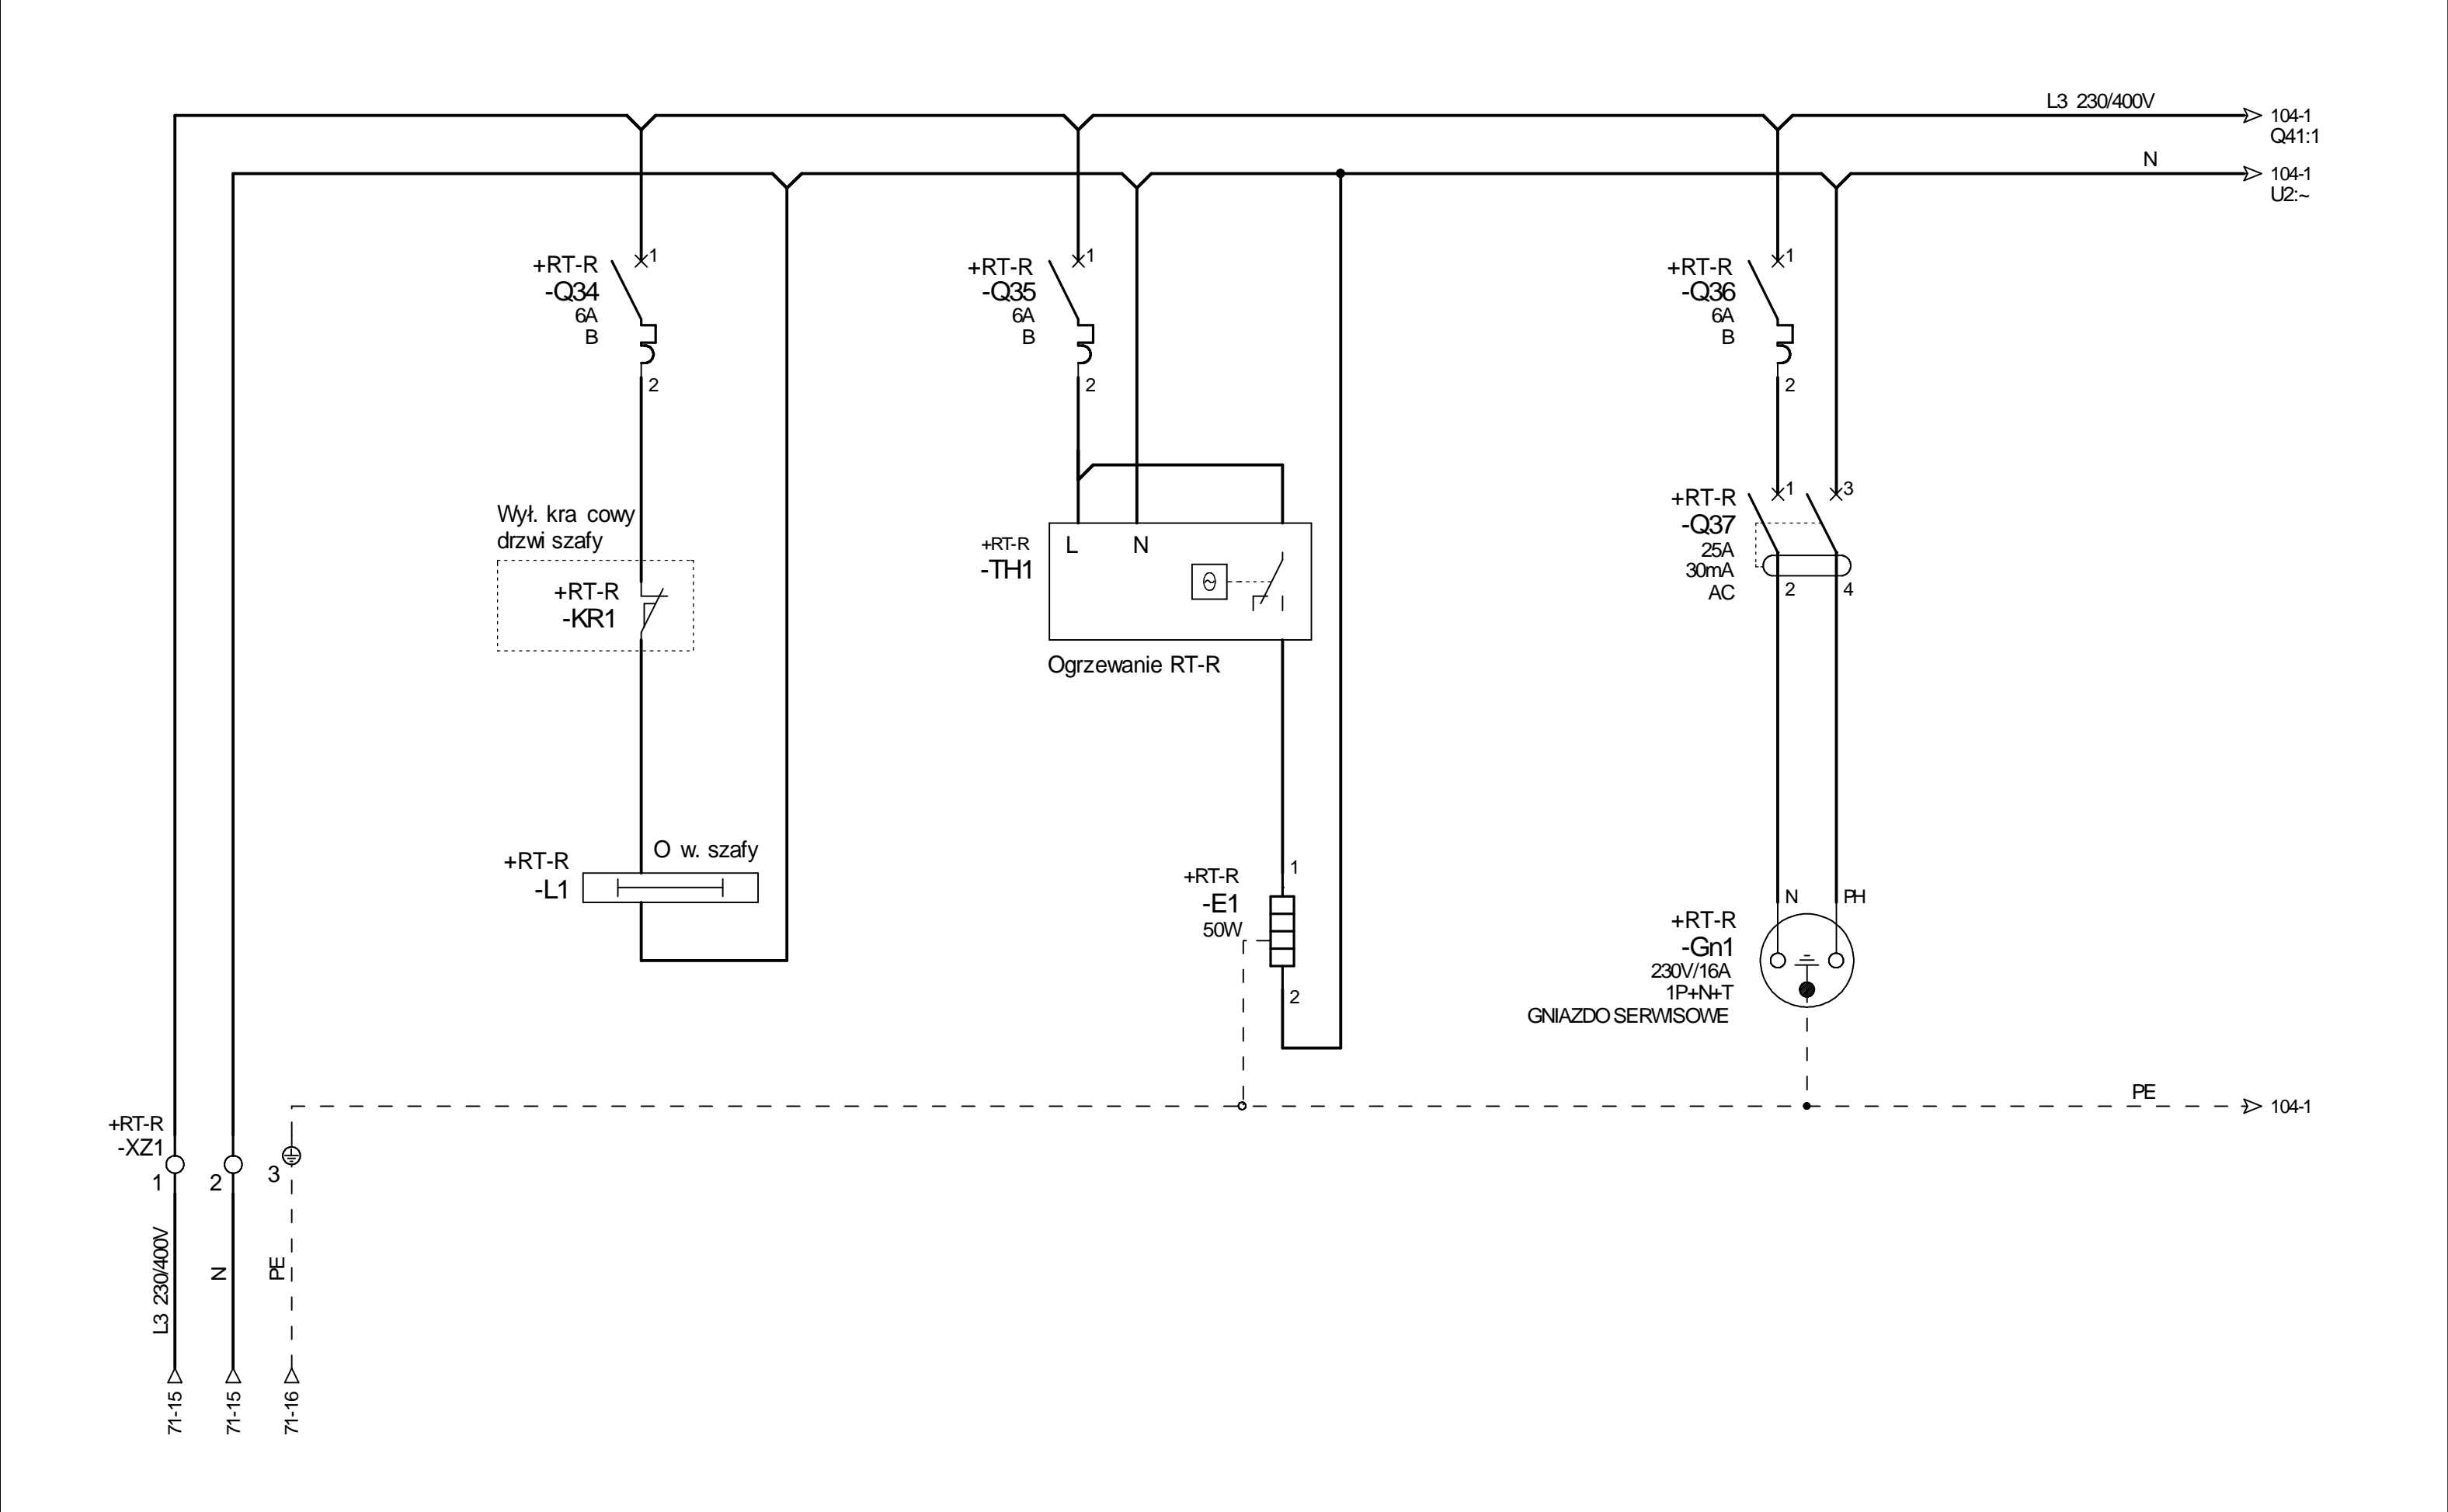 L3 230/400V
104-1
Q41:1
N
104-1
U2:~
+RT-R
-Q34
6A
B
1
2
+RT-R
-Q35
6A
B
1
2
+RT-R
-Q36
6A
B
1
2
Wył. kra cowy
drzwi szafy
+RT-R
-KR1
+RT-R
-TH1
L N
Ogrzewanie RT-R
+RT-R
-Q37
25A
30mA
AC
1
3
2
4
O w. szafy
+RT-R
-L1
+RT-R
-E1
50W
1
2
N PH
+RT-R
-Gn1
230V/16A
1P+N+T
GNIAZDO SERWISOWE
PE
104-1
+RT-R
-XZ1
1
2
3
L3 230/400V
N
PE
71-15
71-15
71-16